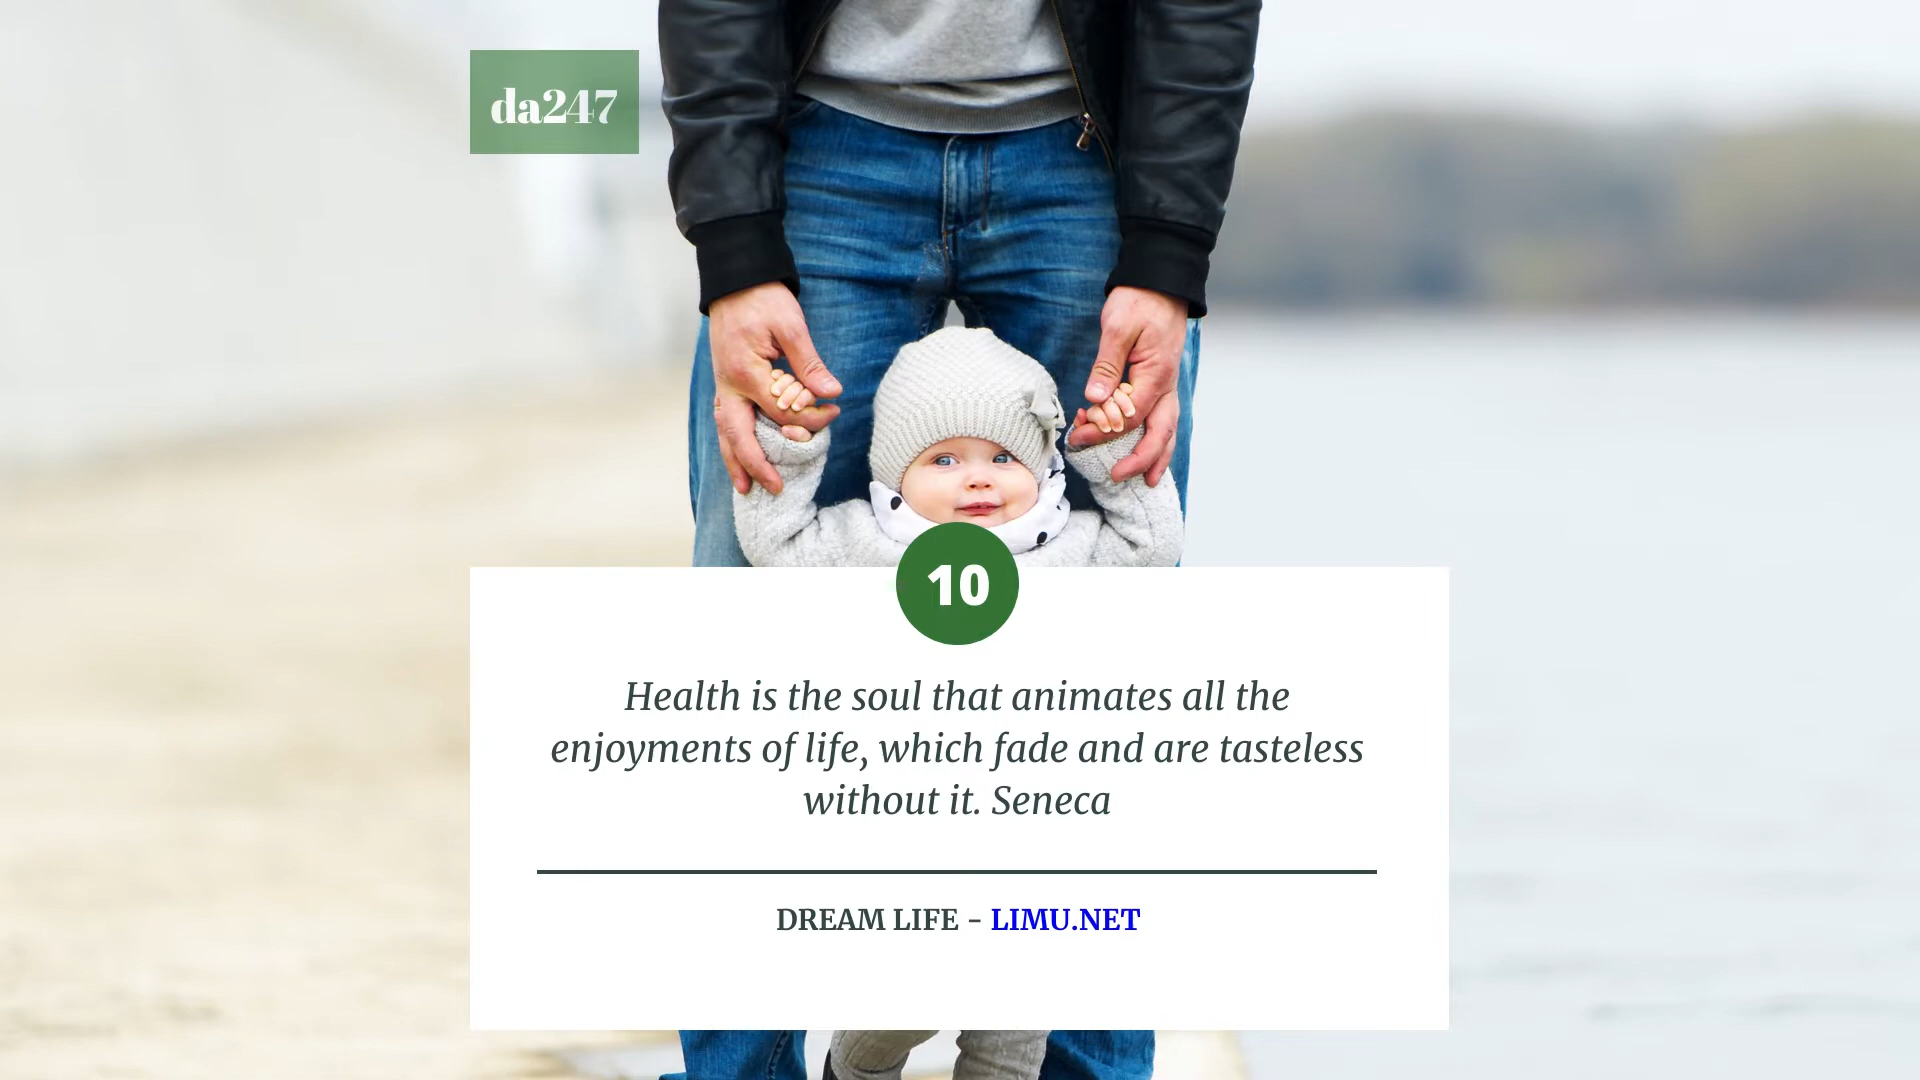 da247
10
Health is the soul that animates all the
enjoyments of life, which fade and are tasteless
without it. Seneca
DREAM LIFE - LIMU.NET